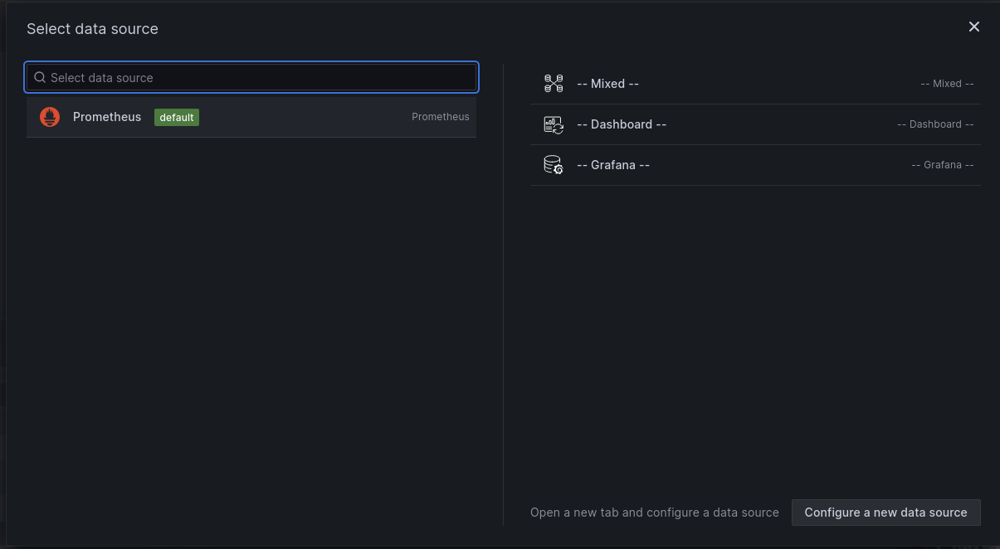 Select data source
Select data source
Prometheus default Prometheus
-- Mixed -- -- Mixed --
-- Dashboard -- -- Dashboard --
-- Grafana -- -- Grafana --
Open a new tab and configure a data source Configure a new data source